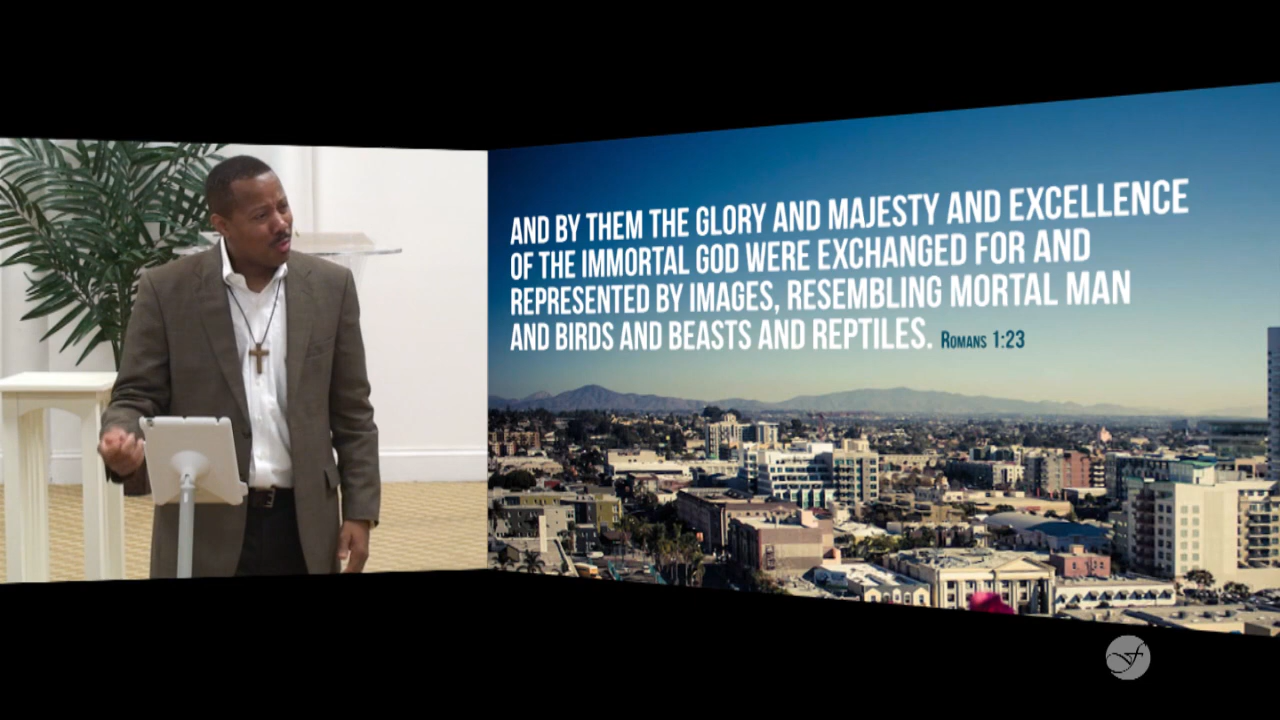 AND BY THEM THE GLORY AND MAJESTY AND EXCELLENCE
OF THE IMMORTAL GOD WERE EXCHANGED FOR AND
REPRESENTED BY IMAGES, RESEMBLING MORTAL MAN
AND BIRDS AND BEASTS AND REPTILES. ROMANS 1:23